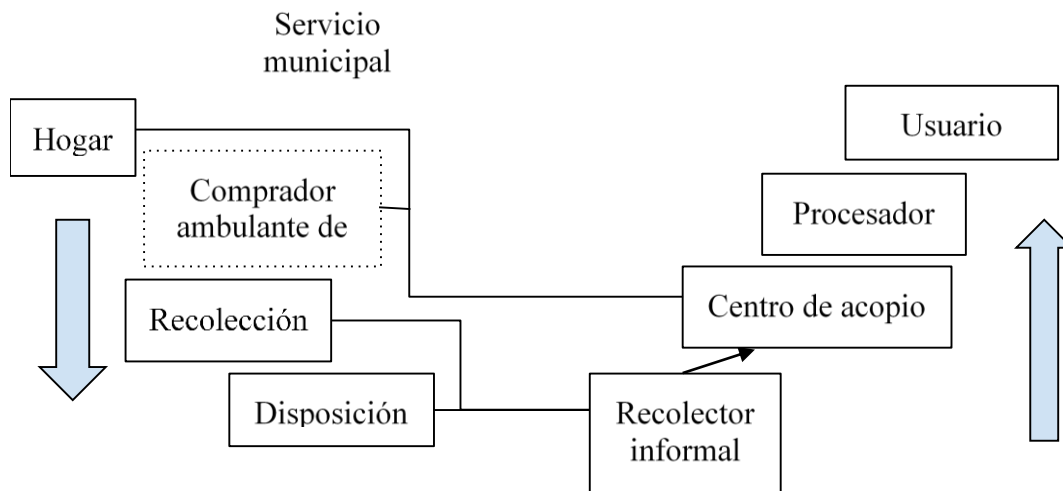 Servicio
municipal
Hogar
Usuario
Comprador
ambulante de
Procesador
Recolección
Centro de acopio
Disposición
Recolector
informal